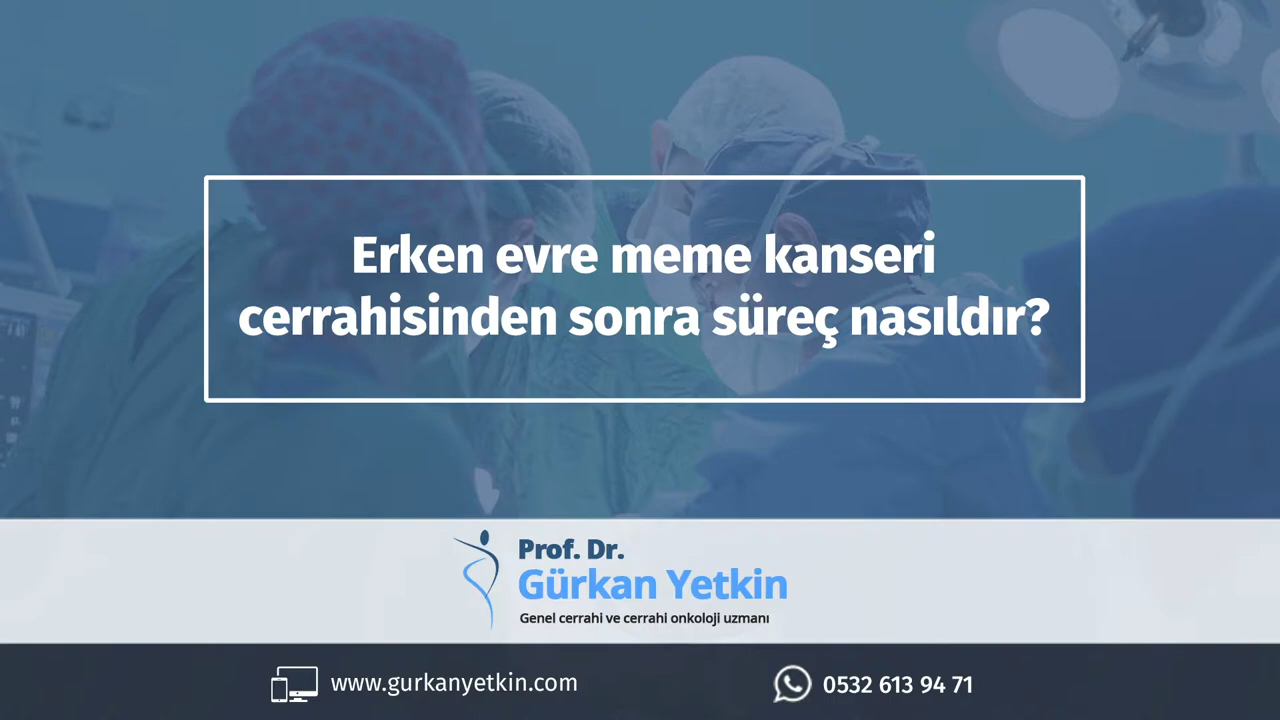 Erken evre meme kanseri
cerrahisinden sonra süreç nasıldır?
Prof. Dr.
Gürkan Yetkin
Genel cerrahi ve cerrahi onkoloji uzmanı
www.gurkanyetkin.com
0532 613 94 71